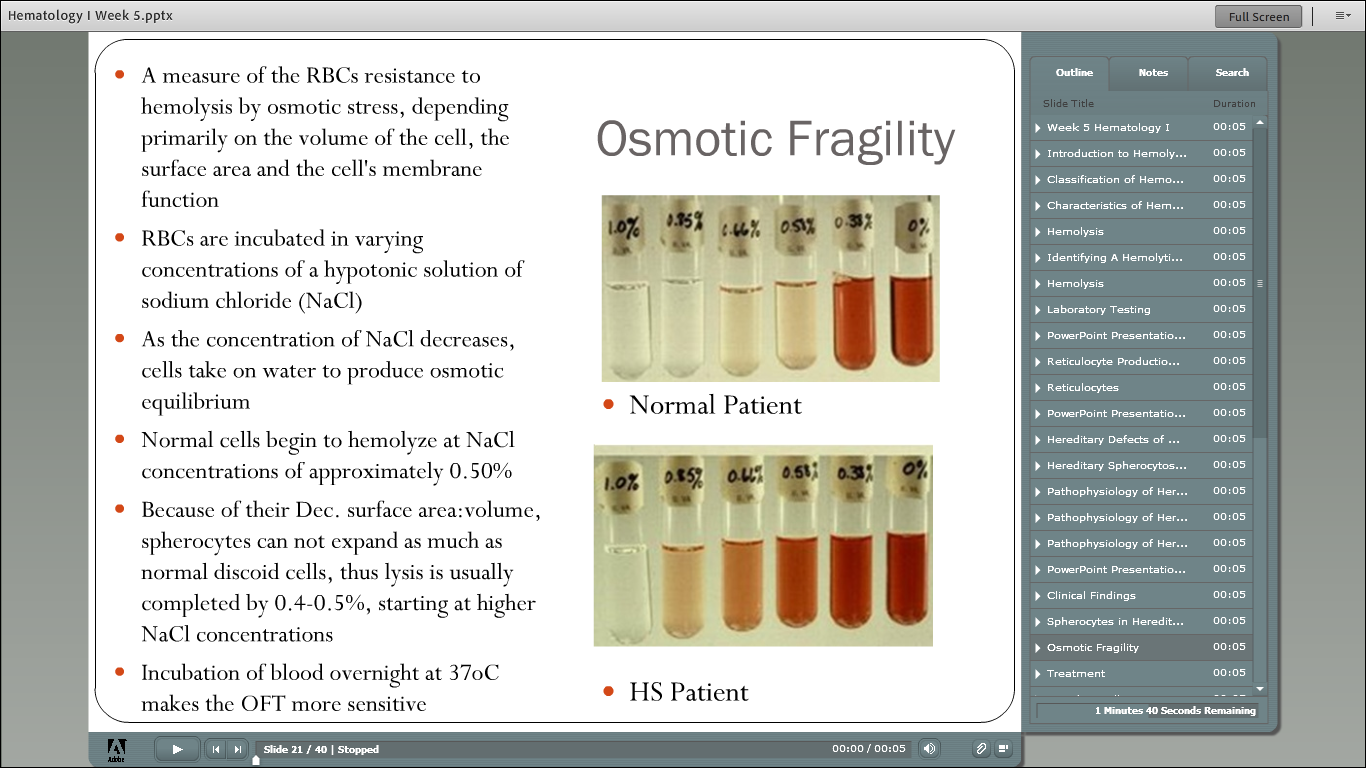 Hematology I Week 5.pptx
Full Screen
• A measure of the RBCs resistance to
hemolysis by osmotic stress, depending
primarily on the volume of the cell, the
surface area and the cell's membrane
function
• RBCs are incubated in varying
concentrations of a hypotonic solution of
sodium chloride (NaCl)
• As the concentration of NaCl decreases,
cells take on water to produce osmotic
equilibrium
• Normal cells begin to hemolyze at NaCl
concentrations of approximately 0.50%
• Because of their Dec. surface area:volume,
spherocytes can not expand as much as
normal discoid cells, thus lysis is usually
completed by 0.4-0.5%, starting at higher
NaCl concentrations
• Incubation of blood overnight at 37oC
makes the OFT more sensitive
Osmotic Fragility
1.0% 0.85% 0.66% 0.58% 0.38% 0%
• Normal Patient
1.0% 0.85% 0.66% 0.58% 0.38% 0%
• HS Patient
Outline Notes Search
Slide Title Duration
Week 5 Hematology I 00:05
Introduction to Hemoly... 00:05
Classification of Hemo... 00:05
Characteristics of Hem... 00:05
Hemolysis 00:05
Identifying A Hemolyti... 00:05
Hemolysis 00:05
Laboratory Testing 00:05
PowerPoint Presentatio... 00:05
Reticulocyte Productio... 00:05
Reticulocytes 00:05
PowerPoint Presentatio... 00:05
Hereditary Defects of ... 00:05
Hereditary Spherocytos... 00:05
Pathophysiology of Her... 00:05
Pathophysiology of Her... 00:05
Pathophysiology of Her... 00:05
PowerPoint Presentatio... 00:05
Clinical Findings 00:05
Spherocytes in Heredit... 00:05
Osmotic Fragility 00:05
Treatment 00:05
1 Minutes 40 Seconds Remaining
Adobe
Slide 21 / 40 | Stopped
00:00 / 00:05